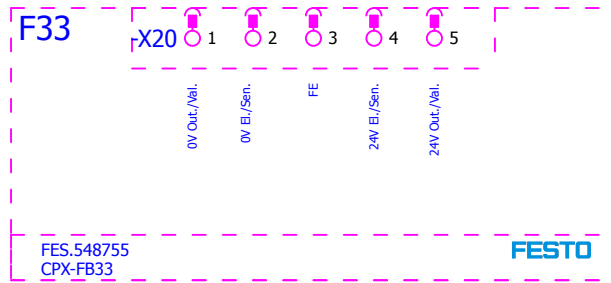 F33
-X20 1 2 3 4 5
0V Out./Val.
0V El./Sen.
FE
24V El./Sen.
24V Out./Val.
FES.548755
CPX-FB33
FESTO